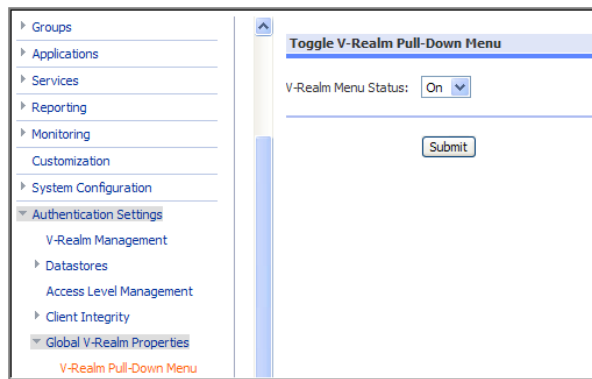 Groups
Applications
Services
Reporting
Monitoring
Customization
System Configuration
Authentication Settings
V-Realm Management
Datastores
Access Level Management
Client Integrity
Global V-Realm Properties
V-Realm Pull-Down Menu
Toggle V-Realm Pull-Down Menu
V-Realm Menu Status: On
Submit